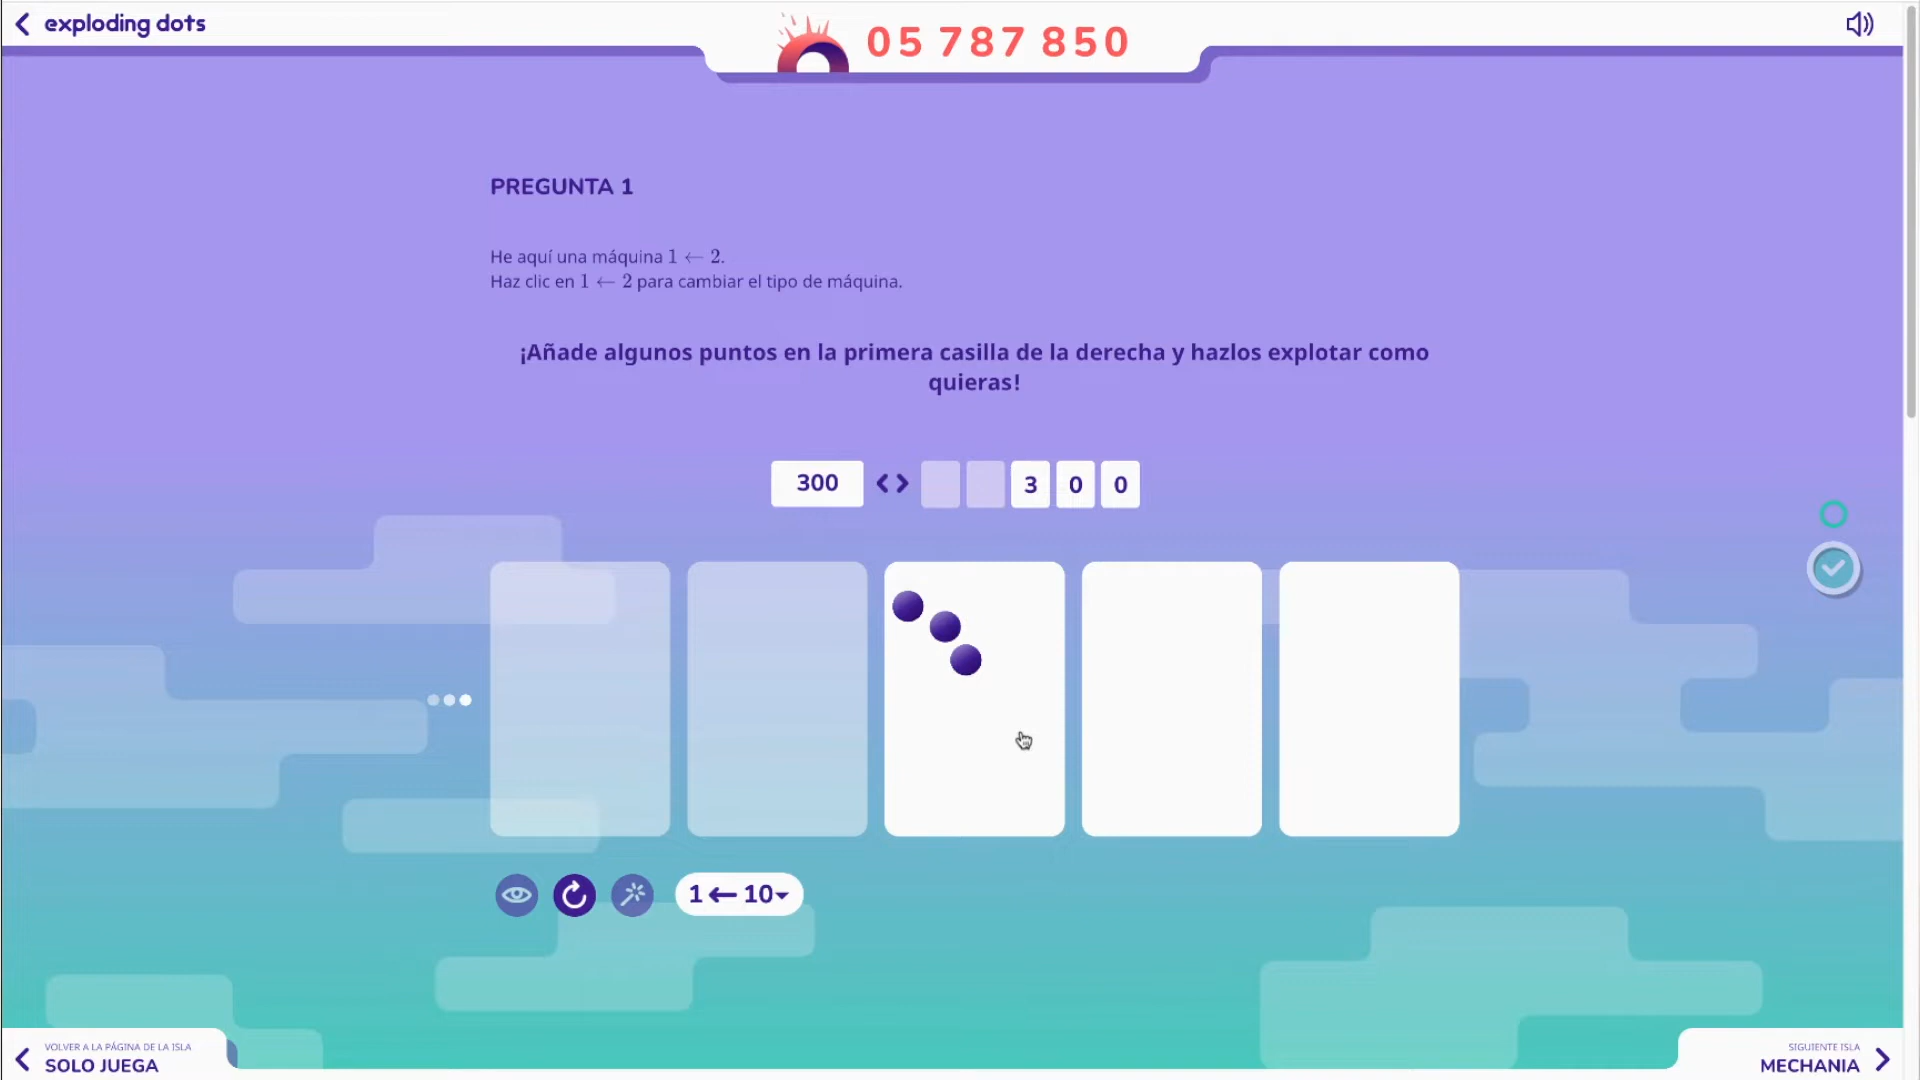 exploding dots
05 787 850
PREGUNTA 1
He aquí una máquina 1 ← 2.
Haz clic en 1 ← 2 para cambiar el tipo de máquina.
¡Añade algunos puntos en la primera casilla de la derecha y hazlos explotar como
quieras!
300 <> 3 0 0
1 ← 10
VOLVER A LA PÁGINA DE LA ISLA
SOLO JUEGA
SIGUIENTE ISLA
MECHANIA